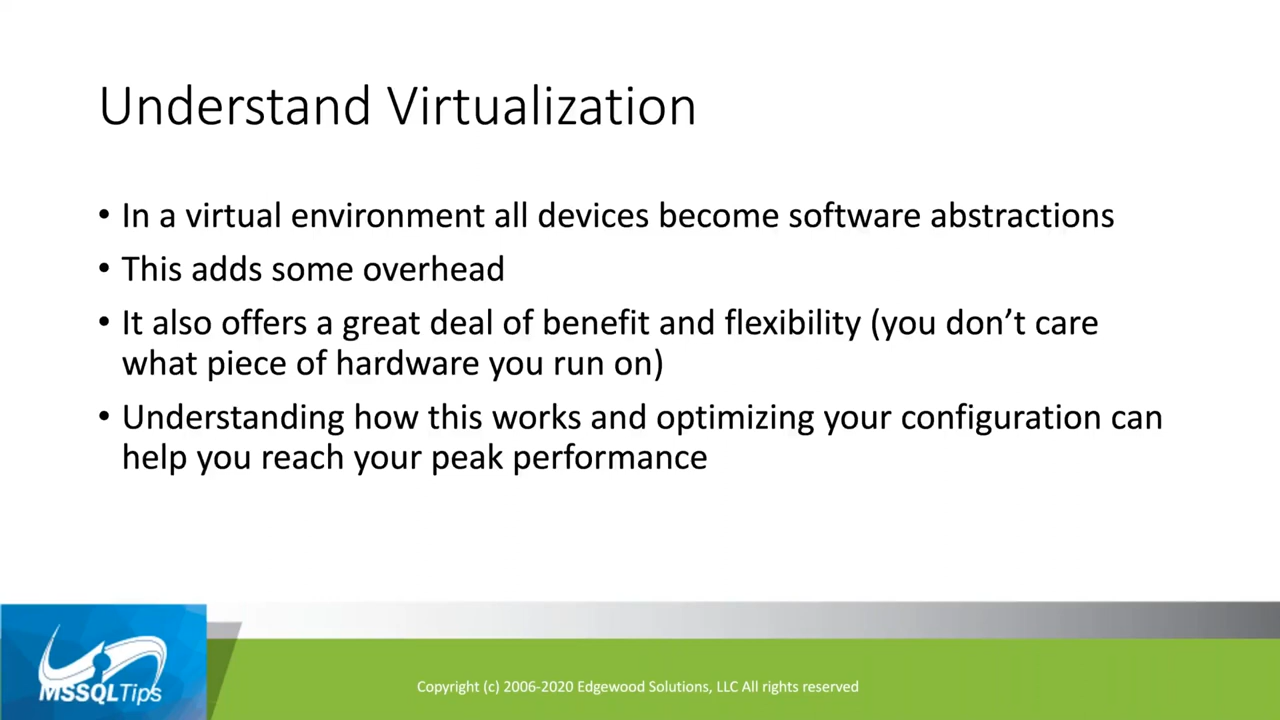 Understand Virtualization
• In a virtual environment all devices become software abstractions
• This adds some overhead
• It also offers a great deal of benefit and flexibility (you don’t care
what piece of hardware you run on)
• Understanding how this works and optimizing your configuration can
help you reach your peak performance
MSSQLTips
Copyright (c) 2006-2020 Edgewood Solutions, LLC All rights reserved